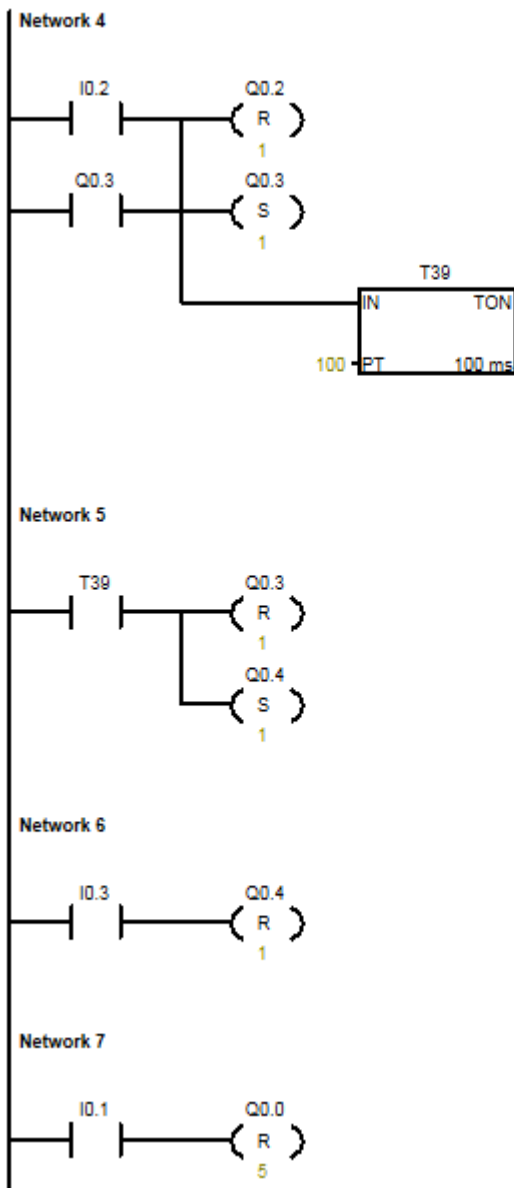 Network 4
I0.2 Q0.2
R
1
Q0.3 Q0.3
S
1
T39
IN TON
100 PT 100 ms
Network 5
T39 Q0.3
R
1
Q0.4
S
1
Network 6
I0.3 Q0.4
R
1
Network 7
I0.1 Q0.0
R
5